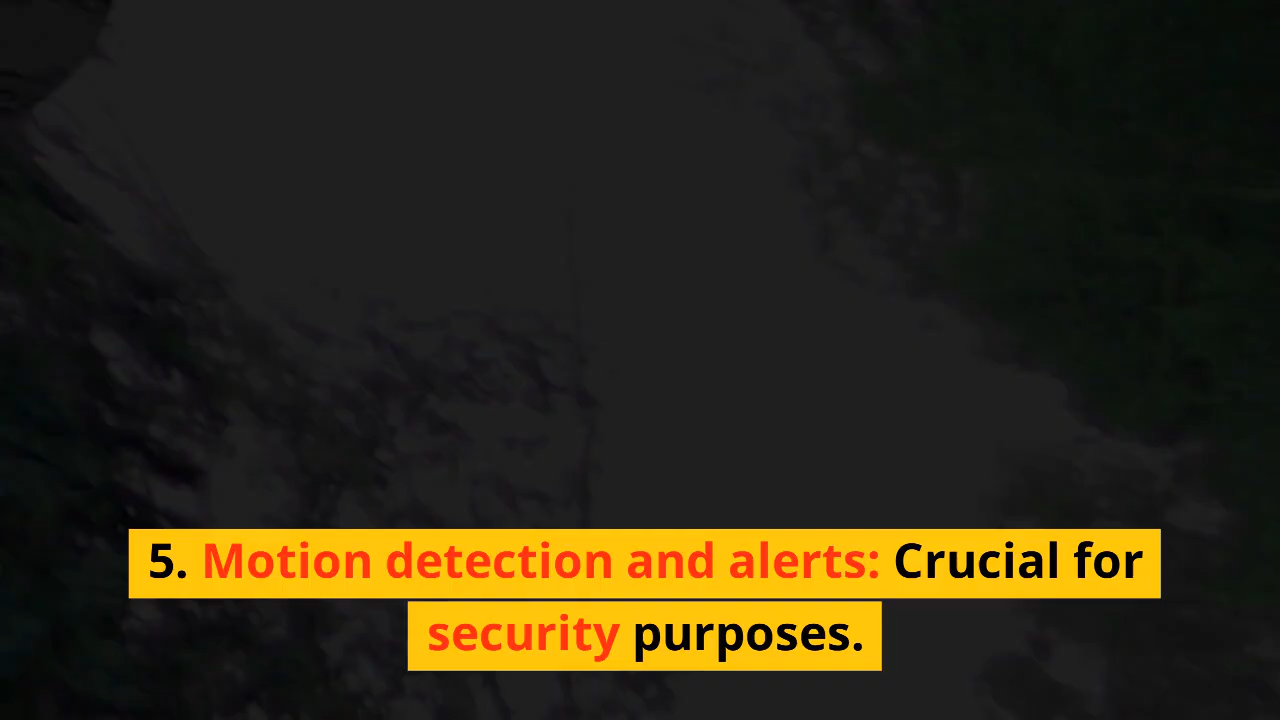 5. Motion detection and alerts: Crucial for
security purposes.